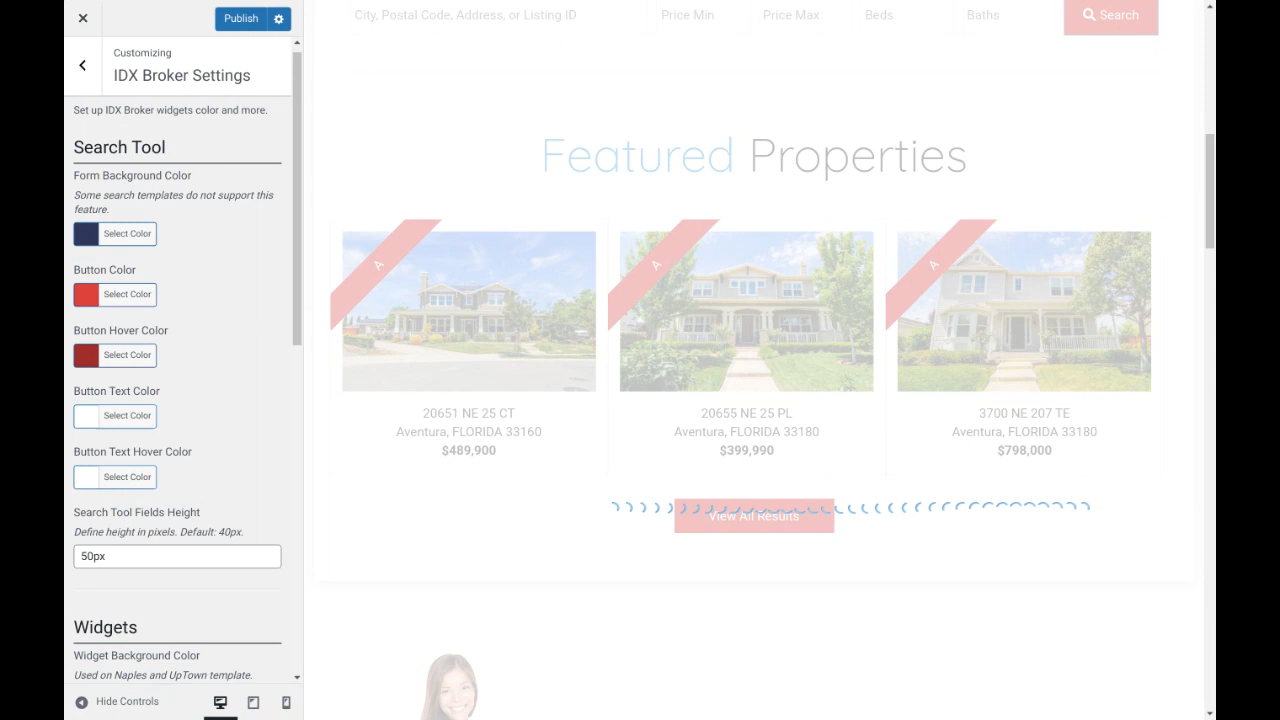 Publish
Customizing
IDX Broker Settings
Set up IDX Broker widgets color and more.
Search Tool
Form Background Color
Some search templates do not support this
feature.
Select Color
Button Color
Select Color
Button Hover Color
Select Color
Button Text Color
Select Color
Button Text Hover Color
Select Color
Search Tool Fields Height
Define height in pixels. Default: 40px.
50px
Widgets
Widget Background Color
Used on Naples and UpTown template.
Hide Controls
City, Postal Code, Address, or Listing ID
Price Min
Price Max
Beds
Baths
Search
Featured Properties
A
20651 NE 25 CT
Aventura, FLORIDA 33160
$489,900
A
20655 NE 25 PL
Aventura, FLORIDA 33180
$399,990
A
3700 NE 207 TE
Aventura, FLORIDA 33180
$798,000
View All Results